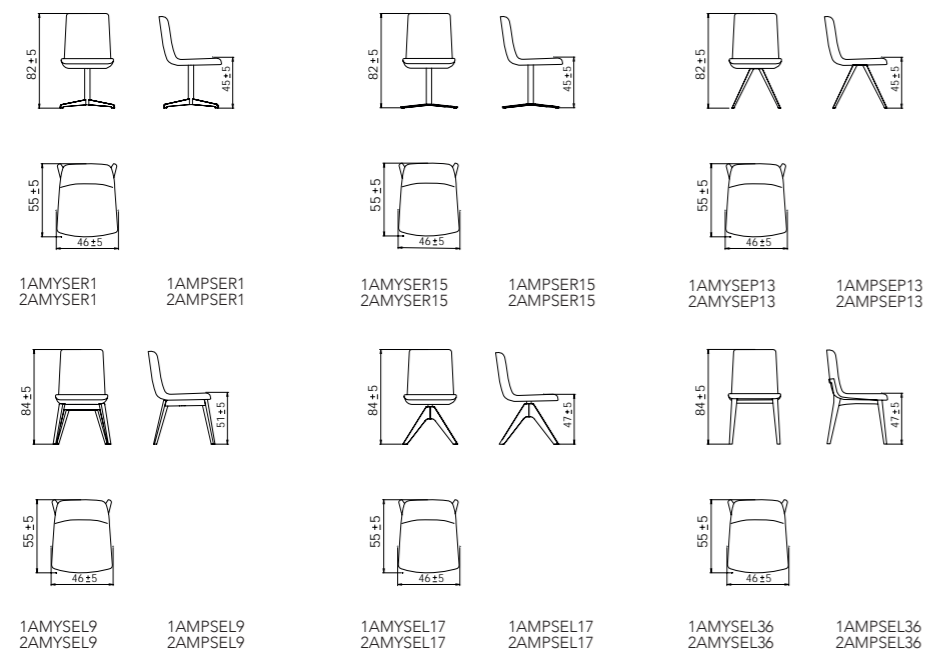 82±5
45±5
55±5
46±5
1AMYSER1
2AMYSER1
1AMPSER1
2AMPSER1
82±5
45±5
55±5
46±5
1AMYSER15
2AMYSER15
1AMPSER15
2AMPSER15
82±5
45±5
55±5
46±5
1AMYSEP13
2AMYSEP13
1AMPSEP13
2AMPSEP13
84±5
51±5
55±5
46±5
1AMYSEL9
2AMYSEL9
1AMPSEL9
2AMPSEL9
84±5
47±5
55±5
46±5
1AMYSEL17
2AMYSEL17
1AMPSEL17
2AMPSEL17
84±5
47±5
55±5
46±5
1AMYSEL36
2AMYSEL36
1AMPSEL36
2AMPSEL36